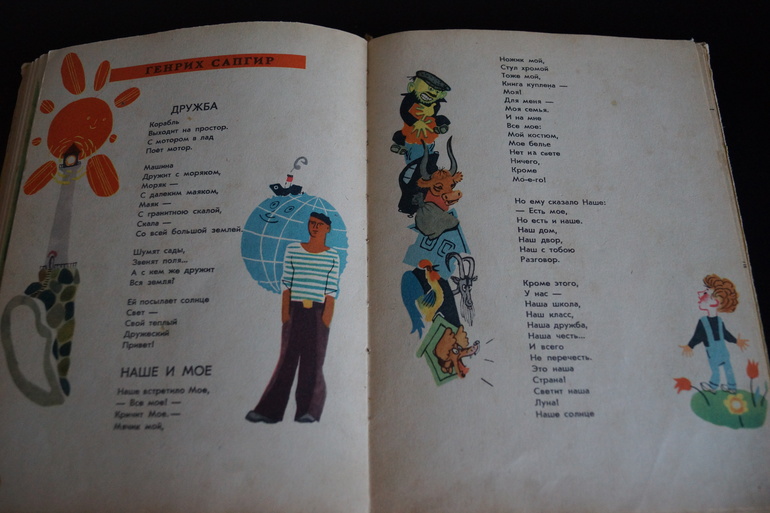 ГЕНРИХ САПГИР
ДРУЖБА
Корабль
Выходит на простор.
С мотором в лад
Поёт мотор.
Машина
Дружит с моряком,
Моряк —
С далеким маяком,
Маяк —
С гранитною скалой,
Скала —
Со всей большой землей.
Шумят сады,
Звенят поля...
А с кем же дружит
Вся земля?
Ей посылает солнце
Свет —
Свой теплый
Дружеский
Привет!
НАШЕ И МОЕ
Наше встретило Мое,
— Все мое! —
Кричит Мое. —
Мячик мой,
Ножик мой,
Стул хромой
Тоже мой,
Книга куплена —
Моя!
Для меня —
Моя семья.
И на мне
Все мое:
Мой костюм,
Мое белье
Нет на свете
Ничего,
Кроме
Мо-е-го!
Но ему сказало Наше:
— Есть мое,
Но есть и наше.
Наш дом,
Наш двор,
Наш с тобою
Разговор.
Кроме этого,
У нас —
Наша школа,
Наш класс,
Наша дружба,
Наша честь...
И всего
Не перечесть.
Это наша
Страна!
Светит наша
Луна!
Наше солнце